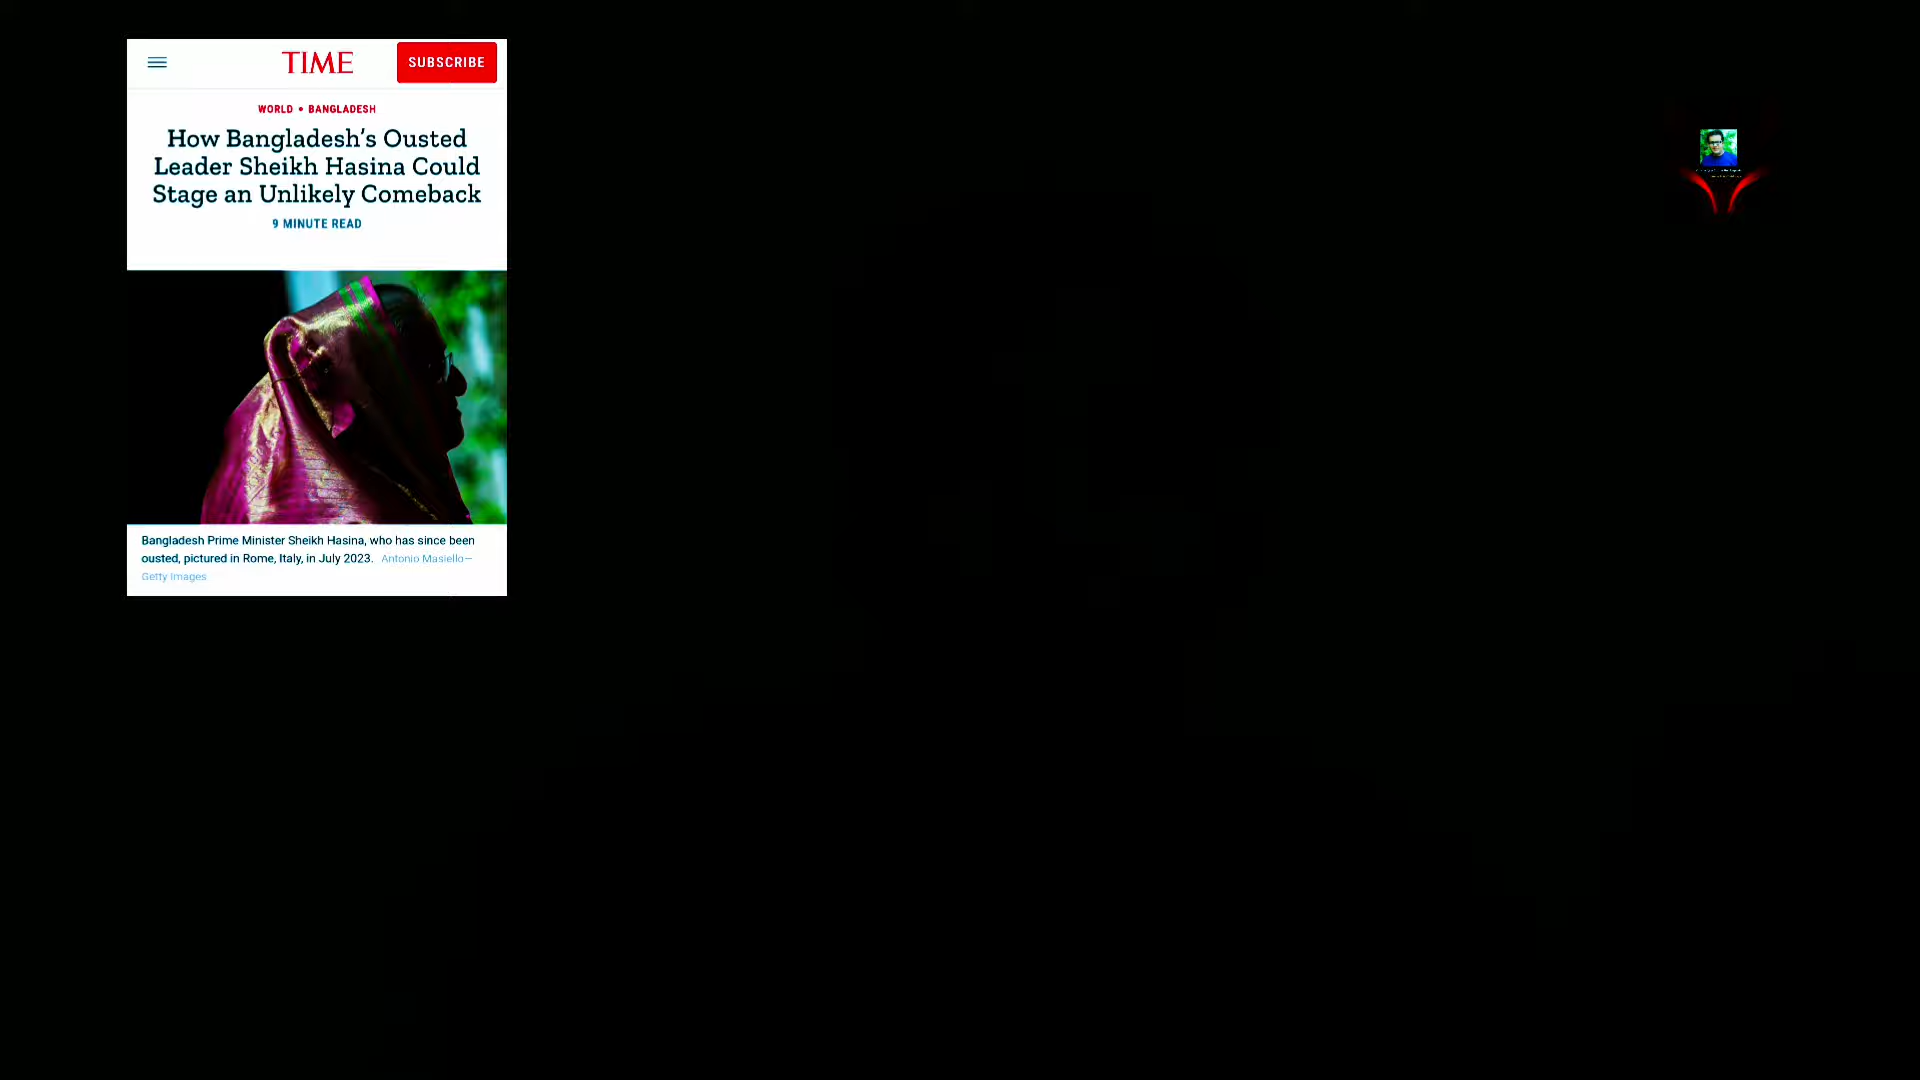 TIME
SUBSCRIBE
WORLD • BANGLADESH
How Bangladesh’s Ousted
Leader Sheikh Hasina Could
Stage an Unlikely Comeback
9 MINUTE READ
Bangladesh Prime Minister Sheikh Hasina, who has since been
ousted, pictured in Rome, Italy, in July 2023. Antonio Masiello—
Getty Images